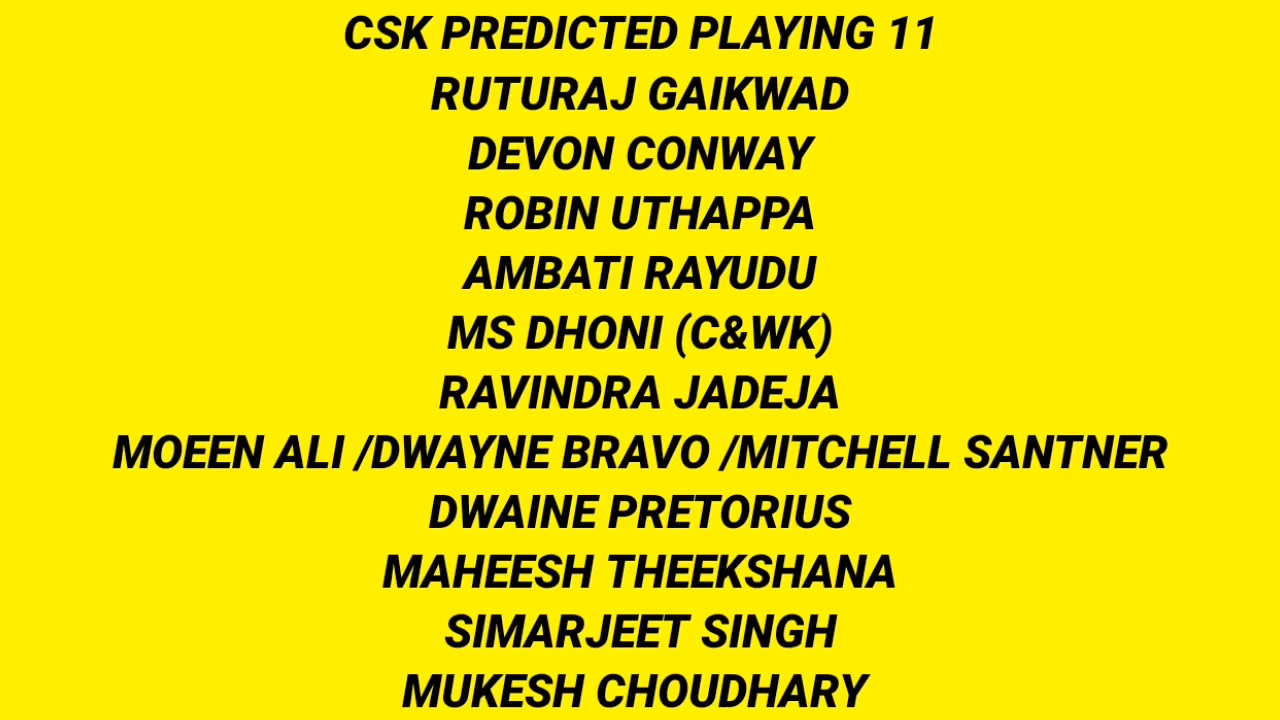 CSK PREDICTED PLAYING 11
RUTURAJ GAIKWAD
DEVON CONWAY
ROBIN UTHAPPA
AMBATI RAYUDU
MS DHONI (C&WK)
RAVINDRA JADEJA
MOEEN ALI /DWAYNE BRAVO /MITCHELL SANTNER
DWAINE PRETORIUS
MAHEESH THEEKSHANA
SIMARJEET SINGH
MUKESH CHOUDHARY